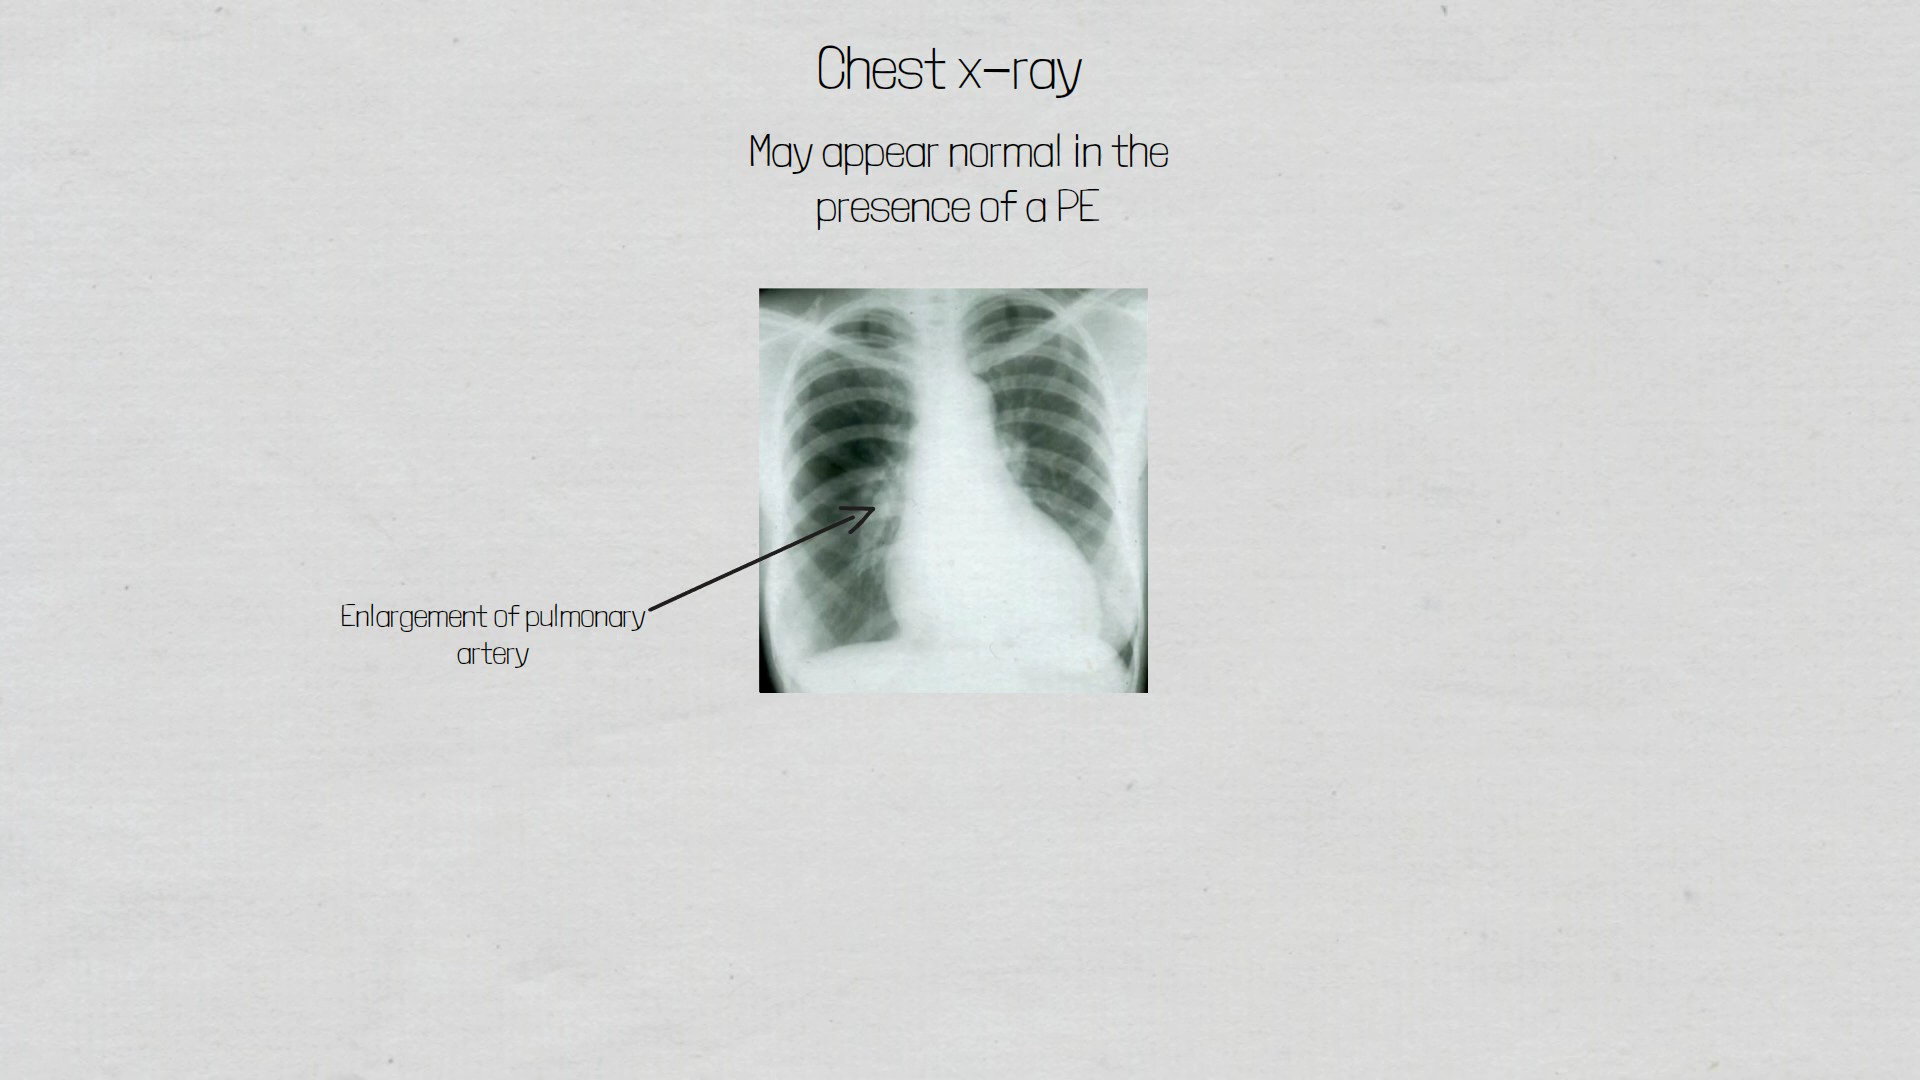 Chest x-ray
May appear normal in the
presence of a PE
Enlargement of pulmonary
artery